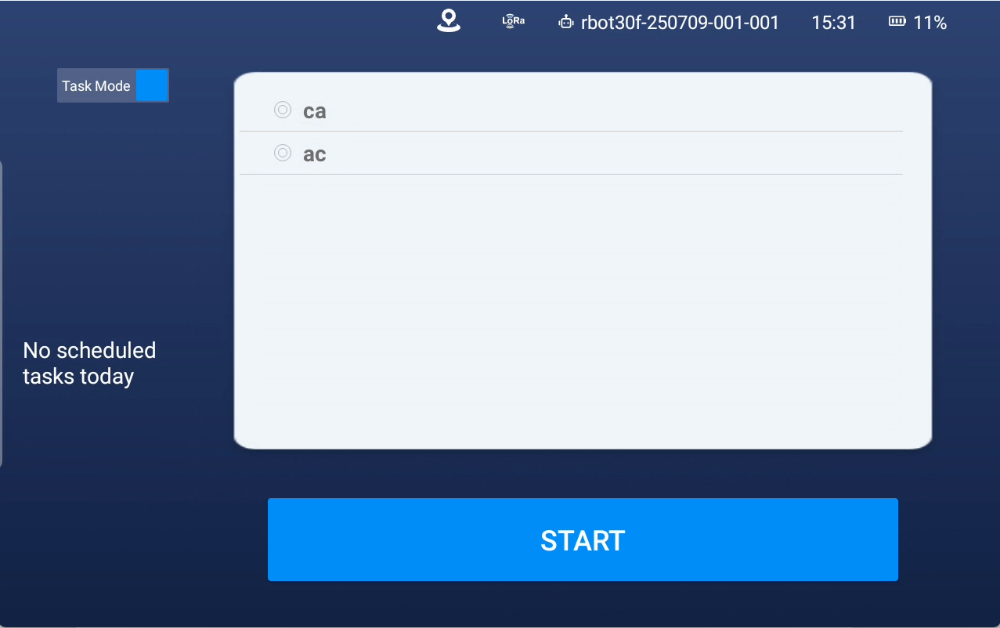 LoRa
rbot30f-250709-001-001
15:31
11%
Task Mode
ca
ac
No scheduled
tasks today
START